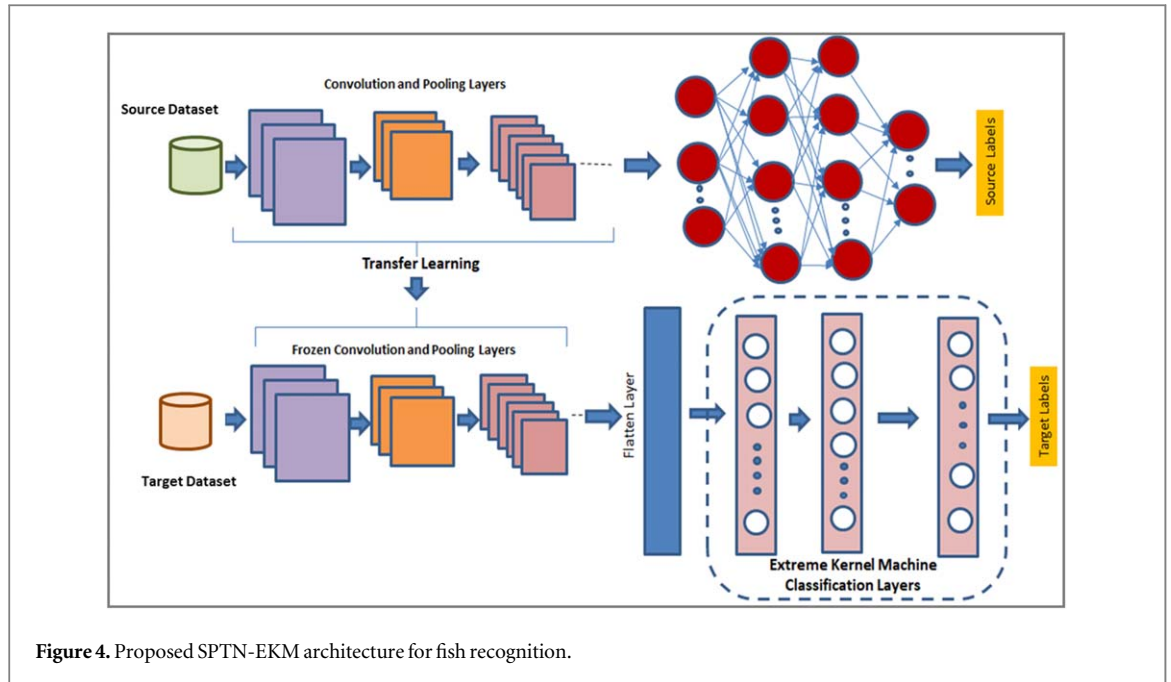 Convolution and Pooling Layers
Source Dataset
Source Labels
Transfer Learning
Frozen Convolution and Pooling Layers
Target Dataset
Flatten Layer
Target Labels
Extreme Kernel Machine
Classification Layers
Figure 4. Proposed SPTN-EKM architecture for fish recognition.